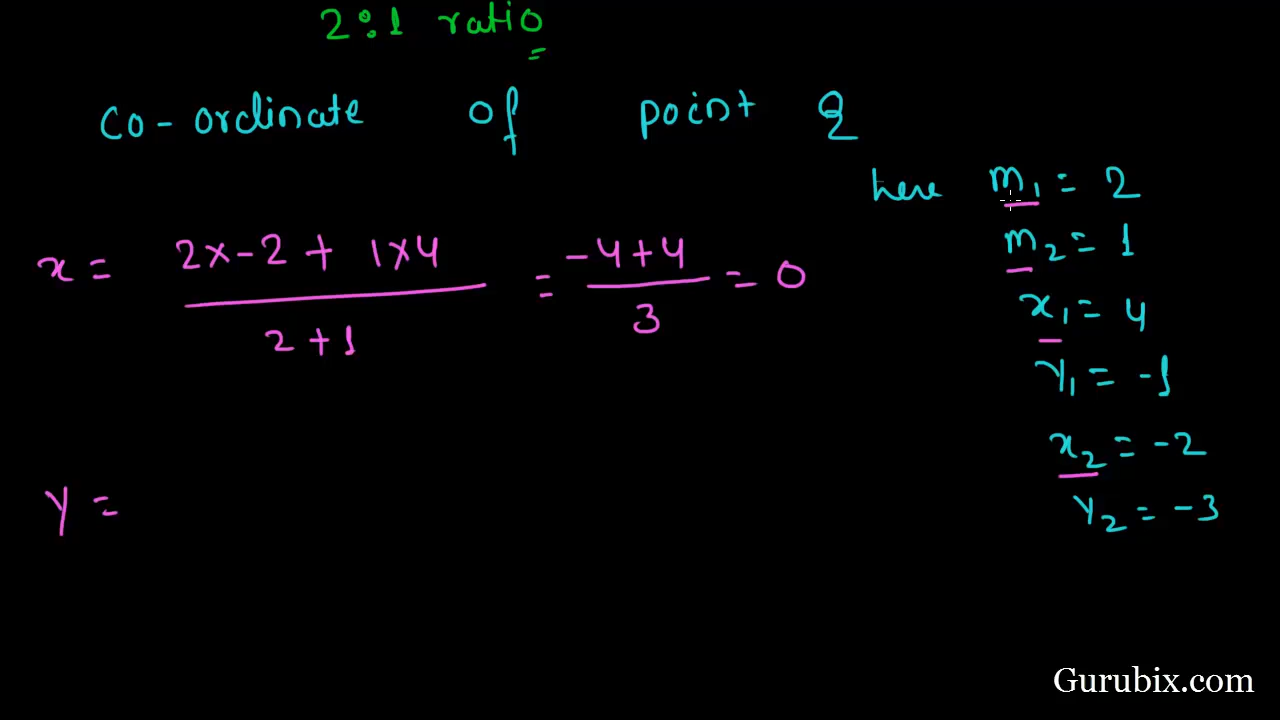 2:1 ratio
co-ordinate of point Q
here m₁ = 2
m₂ = 1
x = 2x-2 + 1x4 / 2+1 = -4+4 / 3 = 0
x₁ = 4
y₁ = -1
x₂ = -2
y =
y₂ = -3
Gurubix.com